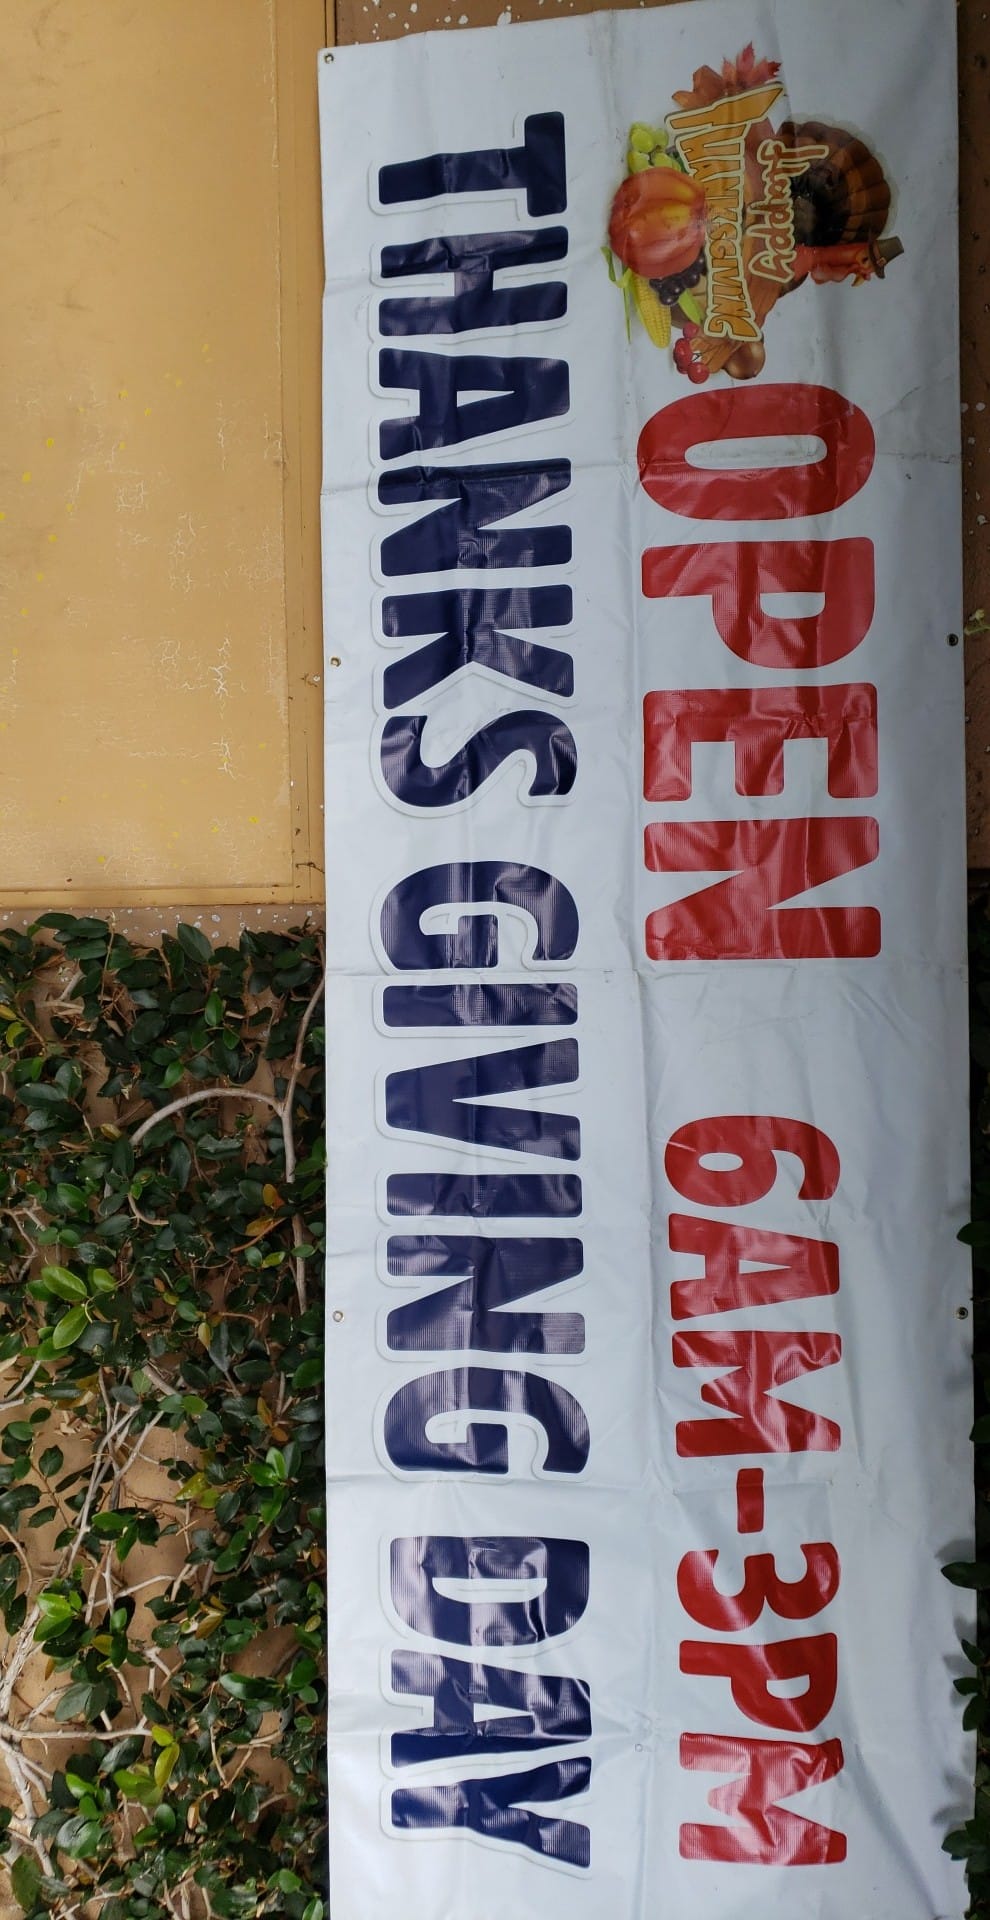 Happy
THANKSGIVING
OPEN 6AM-3PM
THANKS GIVING DAY